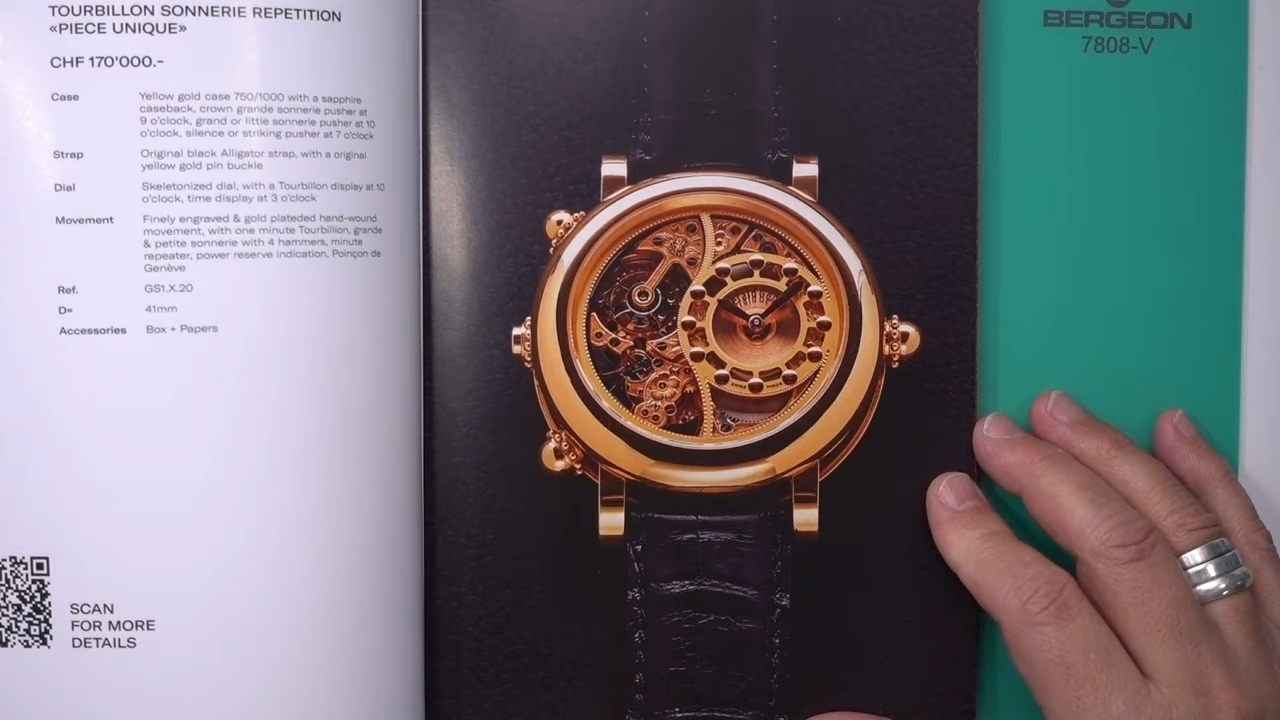 TOURBILLON SONNERIE REPETITION
«PIECE UNIQUE»
CHF 170'000.-
Case
Yellow gold case 750/1000 with a sapphire
caseback, crown grande sonnerie pusher at
9 o'clock, grand or little sonnerie pusher at 10
o'clock, silence or striking pusher at 7 o'clock
Strap
Original black Alligator strap, with a original
yellow gold pin buckle
Dial
Skeletonized dial, with a Tourbillon display at 10
o'clock, time display at 3 o'clock
Movement
Finely engraved & gold plateded hand-wound
movement, with one minute Tourbillon, grande
& petite sonnerie with 4 hammers, minute
repeater, power reserve indication, Poinçon de
Genève
Ref.
GS1.X.20
D=
41mm
Accessories
Box + Papers
SCAN
FOR MORE
DETAILS
SWISS MADE
BERGEON
7808-V